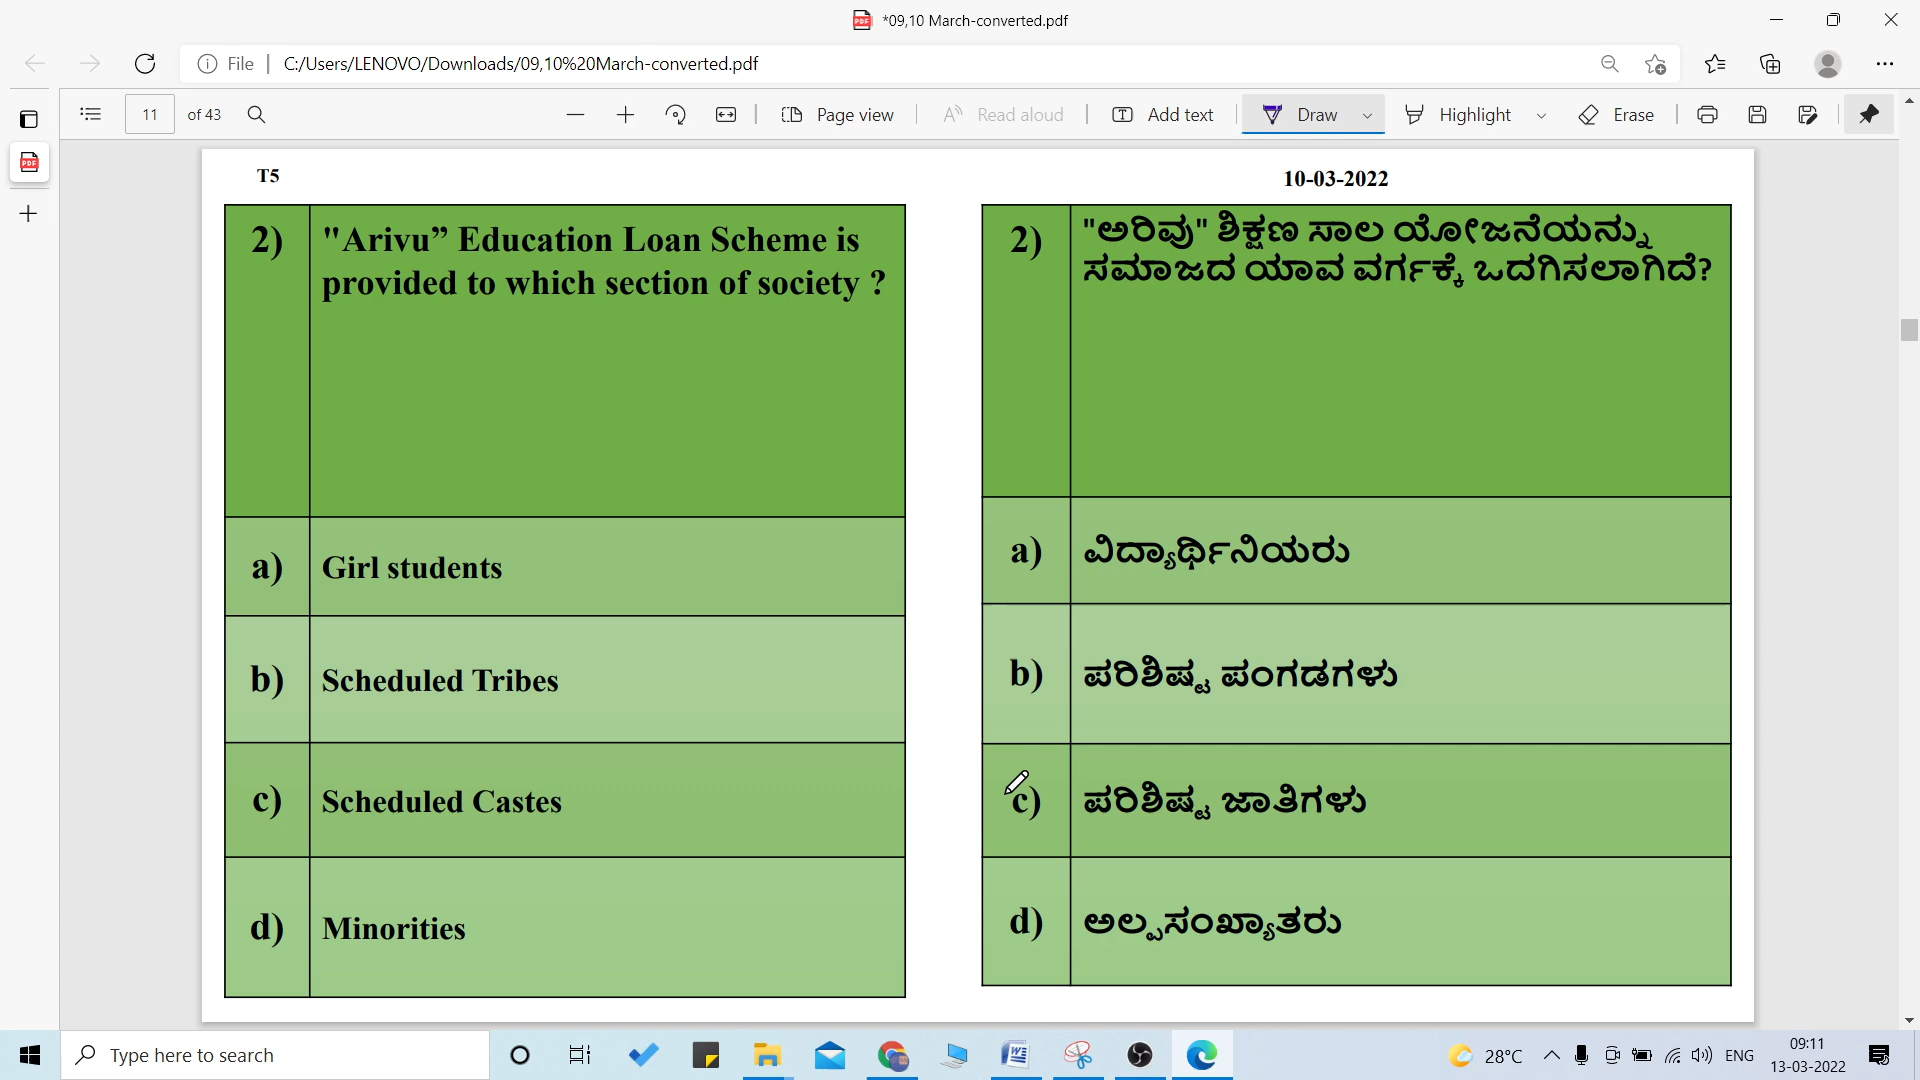 *09,10 March-converted.pdf
File | C:/Users/LENOVO/Downloads/09,10%20March-converted.pdf
11 of 43 Page view Read aloud Add text Draw Highlight Erase
T5
10-03-2022
2) "Arivu” Education Loan Scheme is
provided to which section of society ?
a) Girl students
b) Scheduled Tribes
c) Scheduled Castes
d) Minorities
2) "ಅರಿವು" ಶಿಕ್ಷಣ ಸಾಲ ಯೋಜನೆಯನ್ನು
ಸಮಾಜದ ಯಾವ ವರ್ಗಕ್ಕೆ ಒದಗಿಸಲಾಗಿದೆ?
a) ವಿದ್ಯಾರ್ಥಿನಿಯರು
b) ಪರಿಶಿಷ್ಟ ಪಂಗಡಗಳು
c) ಪರಿಶಿಷ್ಟ ಜಾತಿಗಳು
d) ಅಲ್ಪಸಂಖ್ಯಾತರು
Type here to search
28°C
ENG
09:11
13-03-2022